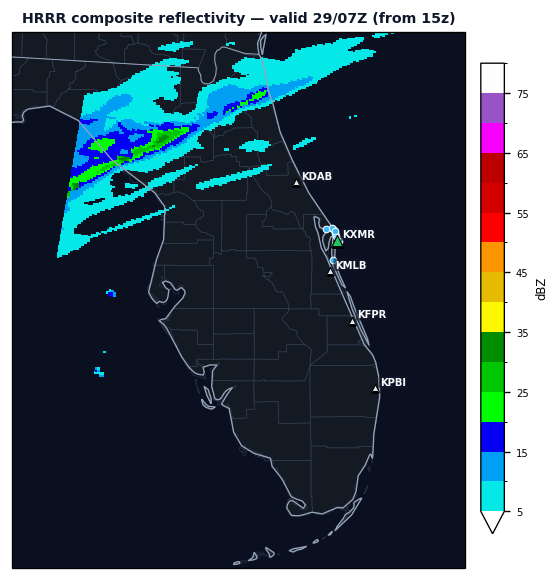 HRRR composite reflectivity — valid 29/07Z (from 15z)
KDAB
KXMR
KMLB
KFPR
KPBI
75
65
55
45
35
25
15
5
dBZ